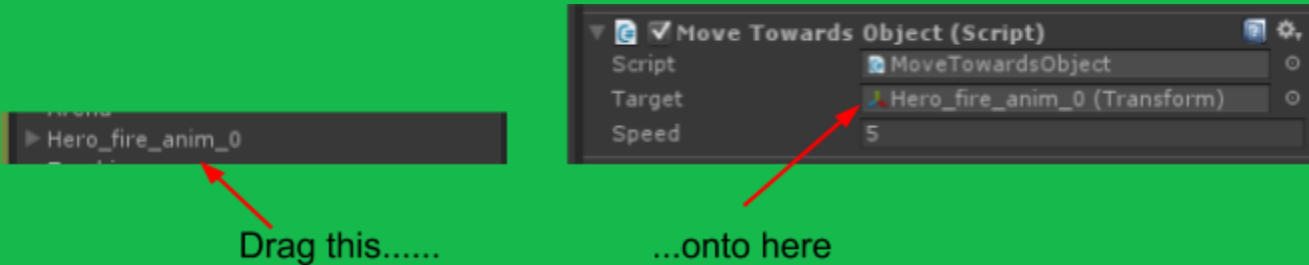 Move Towards Object (Script)
Script MoveTowardsObject
Target Hero_fire_anim_0 (Transform)
Speed 5
Hero_fire_anim_0
Drag this......
...onto here